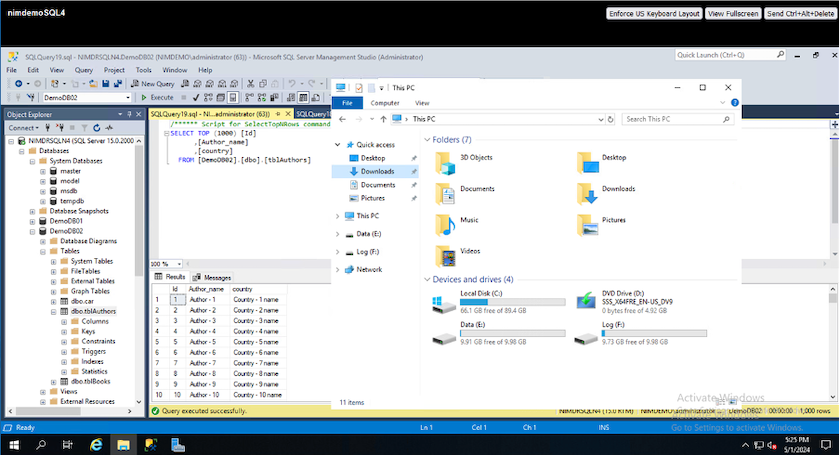 nimdemoSQL4
Enforce US Keyboard Layout View Fullscreen Send Ctrl+Alt+Delete
SQLQuery19.sql - NIMDRSQLN4.DemoDB02 (NIMDEMO\administrator (63)) - Microsoft SQL Server Management Studio (Administrator)
Quick Launch (Ctrl+Q)
File Edit View Query Project Tools Window Help
New Query
DemoDB02
Execute
Object Explorer
Connect
NIMDRSQLN4 (SQL Server 15.0.2000
Databases
System Databases
master
model
msdb
tempdb
Database Snapshots
DemoDB01
DemoDB02
Database Diagrams
Tables
System Tables
FileTables
External Tables
Graph Tables
dbo.car
dbo.tblAuthors
Columns
Keys
Constraints
Triggers
Indexes
Statistics
dbo.tblBooks
Views
External Resources
SQLQuery19.sql - NI...administrator (63))
SQLQuery18
/****** Script for SelectTopNRows command
SELECT TOP (1000) [Id]
,[Author_name]
,[country]
FROM [DemoDB02].[dbo].[tblAuthors]
100 %
Results Messages
Id Author_name country
1 1 Author - 1 Country - 1 name
2 2 Author - 2 Country - 2 name
3 3 Author - 3 Country - 3 name
4 4 Author - 4 Country - 4 name
5 5 Author - 5 Country - 5 name
6 6 Author - 6 Country - 6 name
7 7 Author - 7 Country - 7 name
8 8 Author - 8 Country - 8 name
9 9 Author - 9 Country - 9 name
10 10 Author - 10 Country - 10 name
Query executed successfully.
NIMDRSQLN4 (15.0 RTM) NIMDEMO\administrator DemoDB02 00:00:00 1,000 rows
This PC
File Computer View
This PC
Search This PC
Quick access
Desktop
Downloads
Documents
Pictures
This PC
Data (E:)
Log (F:)
Network
Folders (7)
3D Objects
Desktop
Documents
Downloads
Music
Pictures
Videos
Devices and drives (4)
Local Disk (C:)
66.1 GB free of 89.4 GB
DVD Drive (D:)
SSS_X64FRE_EN-US_DV9
0 bytes free of 4.92 GB
Data (E:)
9.91 GB free of 9.98 GB
Log (F:)
9.73 GB free of 9.98 GB
11 items
Activate Windows
Go to Settings to activate Windows.
Ready Ln 1 Col 1 Ch 1 INS
5:25 PM
5/1/2024